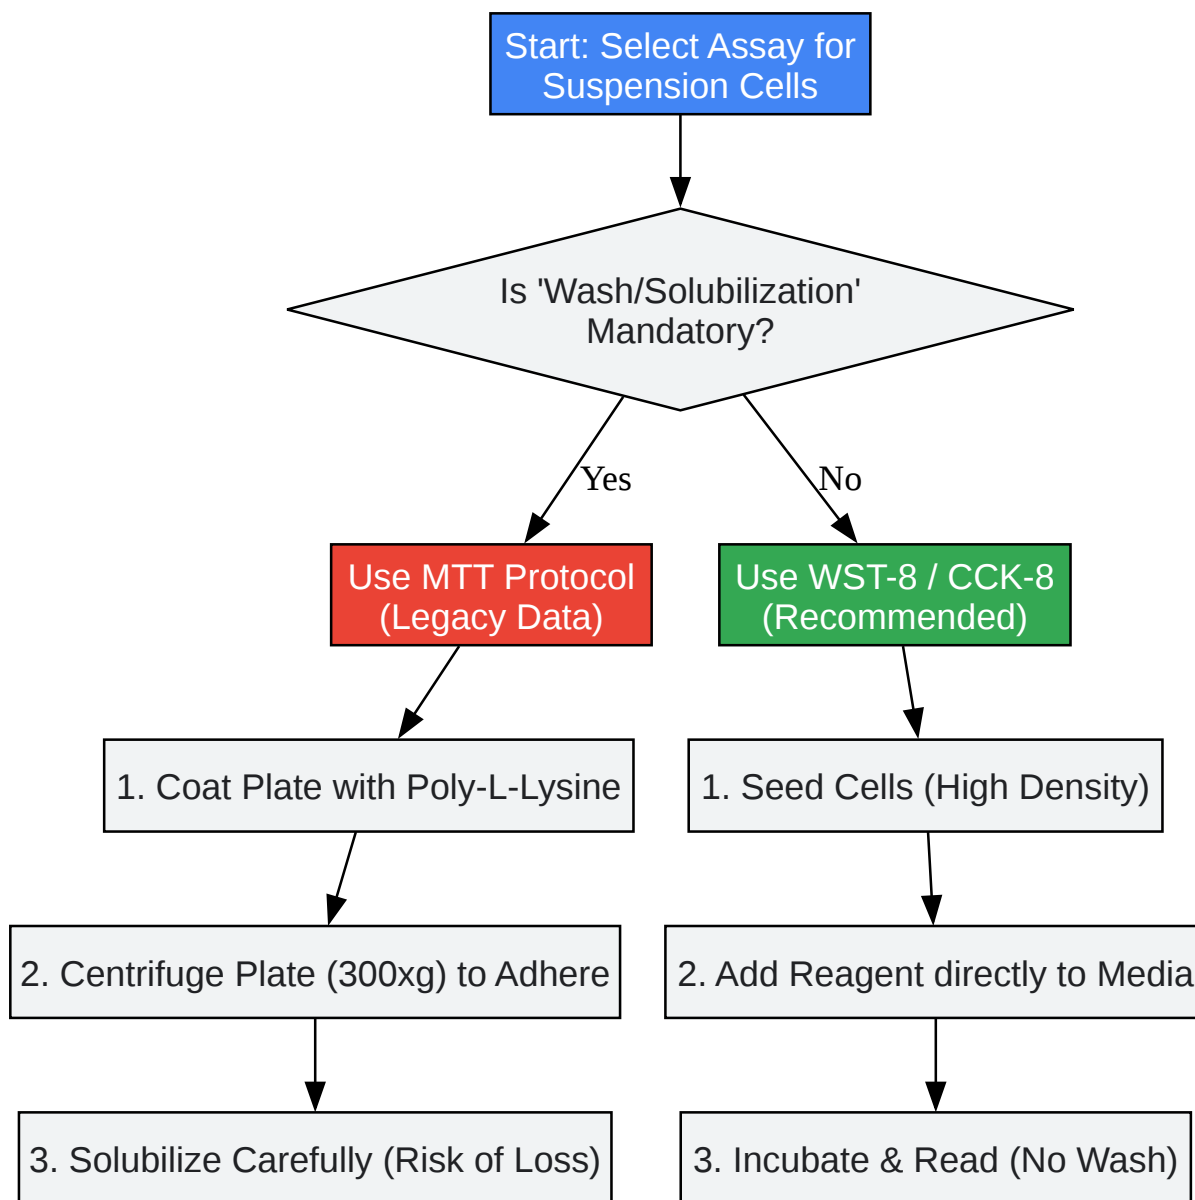 Start: Select Assay for
Suspension Cells
Is 'Wash/Solubilization'
Mandatory?
Yes
No
Use MTT Protocol
(Legacy Data)
Use WST-8 / CCK-8
(Recommended)
1. Coat Plate with Poly-L-Lysine
1. Seed Cells (High Density)
2. Centrifuge Plate (300xg) to Adhere
2. Add Reagent directly to Media
3. Solubilize Carefully (Risk of Loss)
3. Incubate & Read (No Wash)